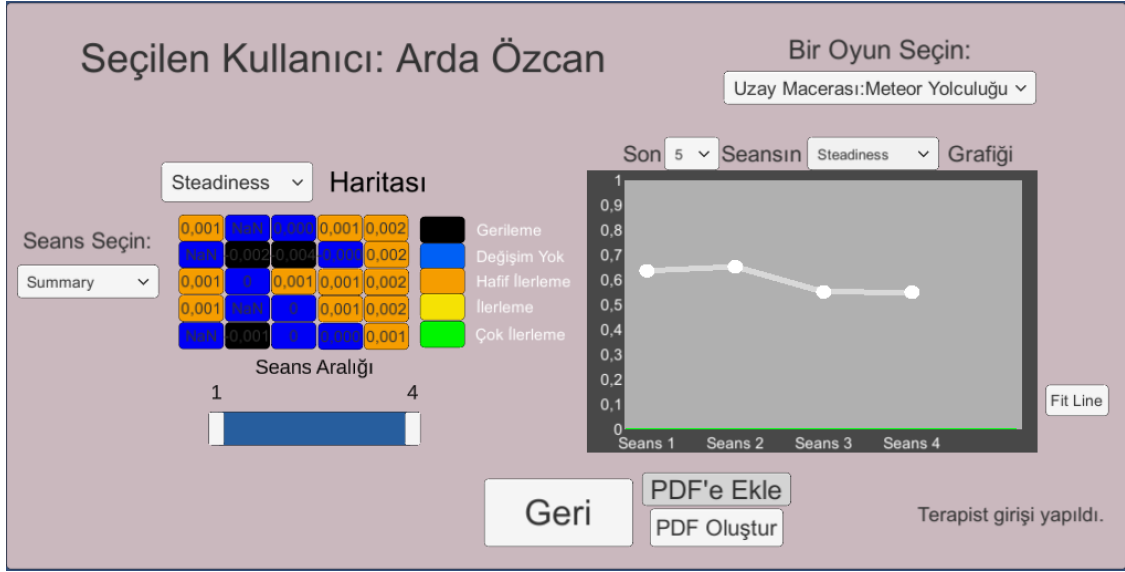 Seçilen Kullanıcı: Arda Özcan
Bir Oyun Seçin:
Uzay Macerası:Meteor Yolculuğu
Son 5 Seansın Steadiness Grafiği
Steadiness Haritası
Seans Seçin:
Summary
0,001 NaN 0,000 0,001 0,002
NaN -0,002 -0,004 -0,000 0,002
0,001 0 0,001 0,001 0,002
0,001 NaN 0 0,001 0,002
NaN -0,001 0 0,000 0,001
Gerileme
Değişim Yok
Hafif İlerleme
İlerleme
Çok İlerleme
Seans Aralığı
1 4
1
0,9
0,8
0,7
0,6
0,5
0,4
0,3
0,2
0,1
0
Seans 1 Seans 2 Seans 3 Seans 4
Fit Line
Geri
PDF'e Ekle
PDF Oluştur
Terapist girişi yapıldı.